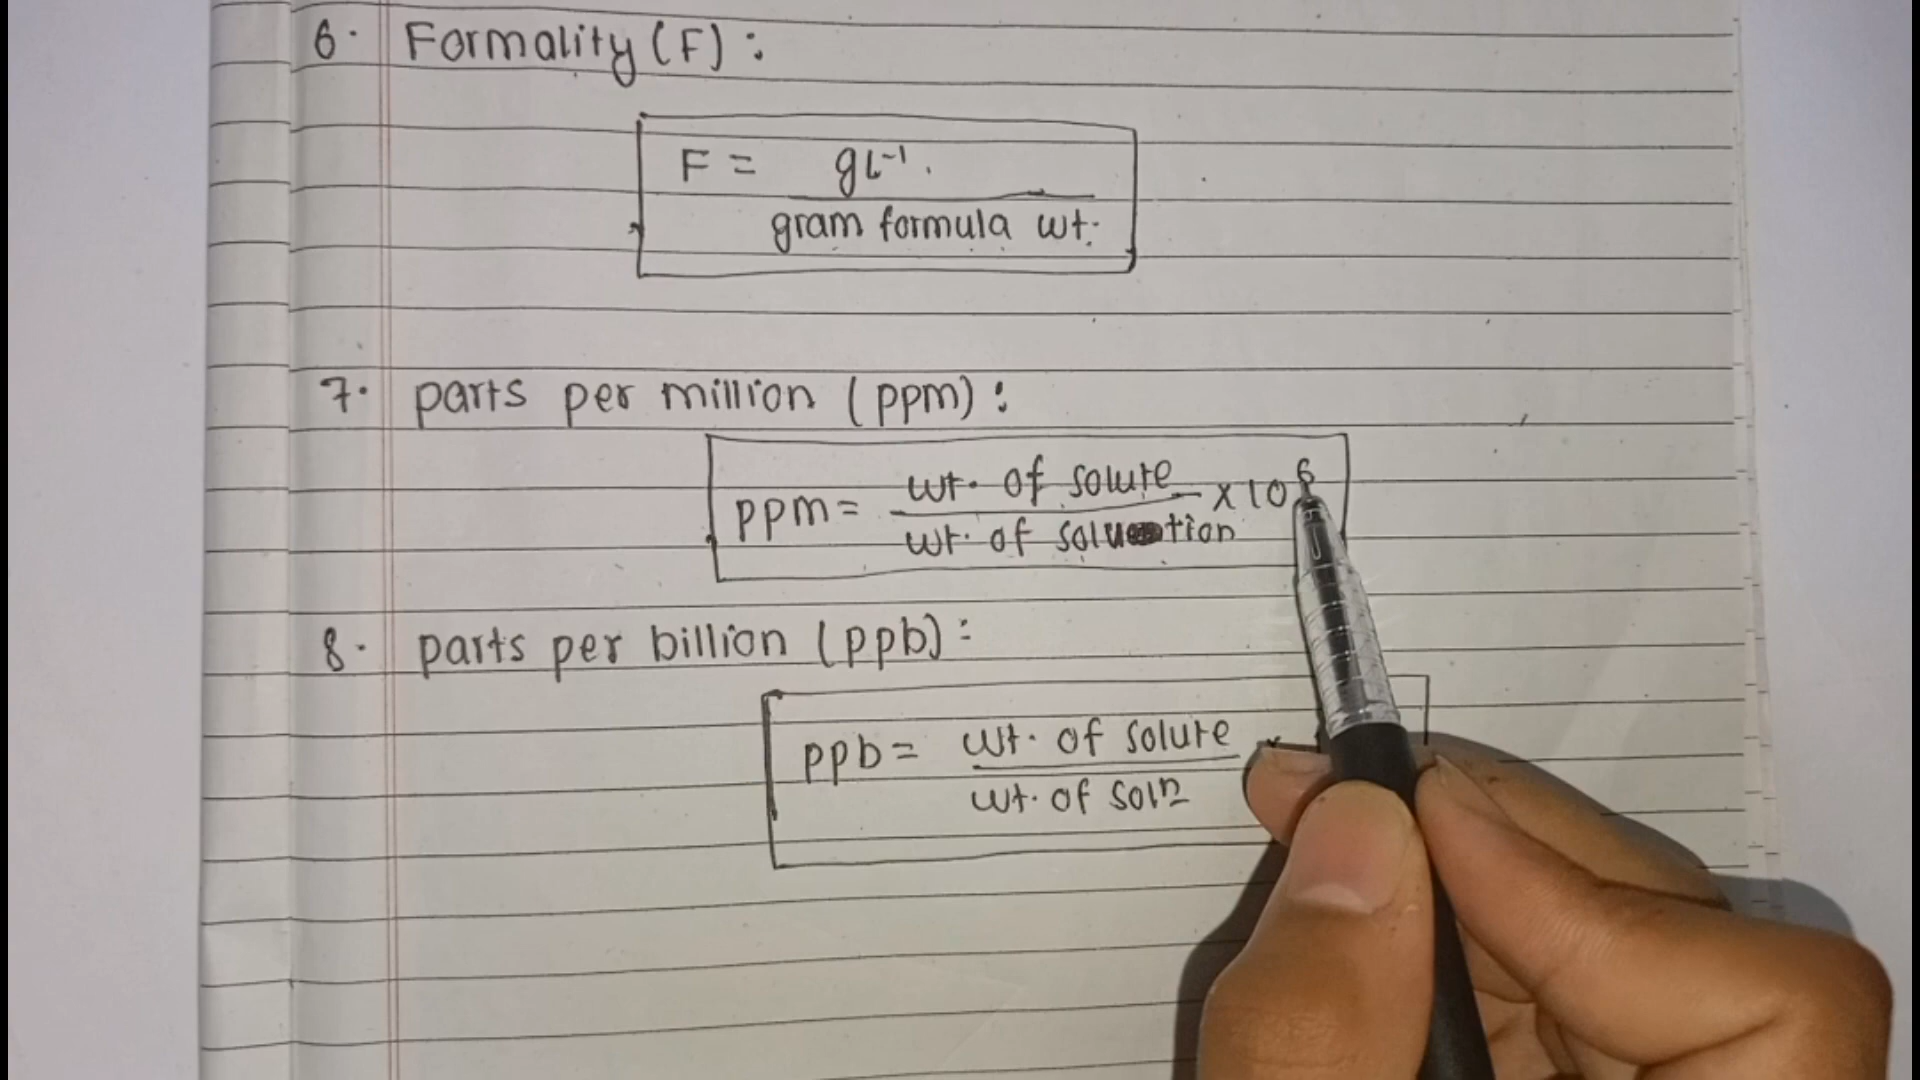 6. Formality (F) :
F = gL⁻¹.
gram formula wt.
7. parts per million (ppm) :
ppm = wt. of solute × 10⁶
wt. of solution
8. parts per billion (ppb) :
ppb = wt. of solute
wt. of solⁿ